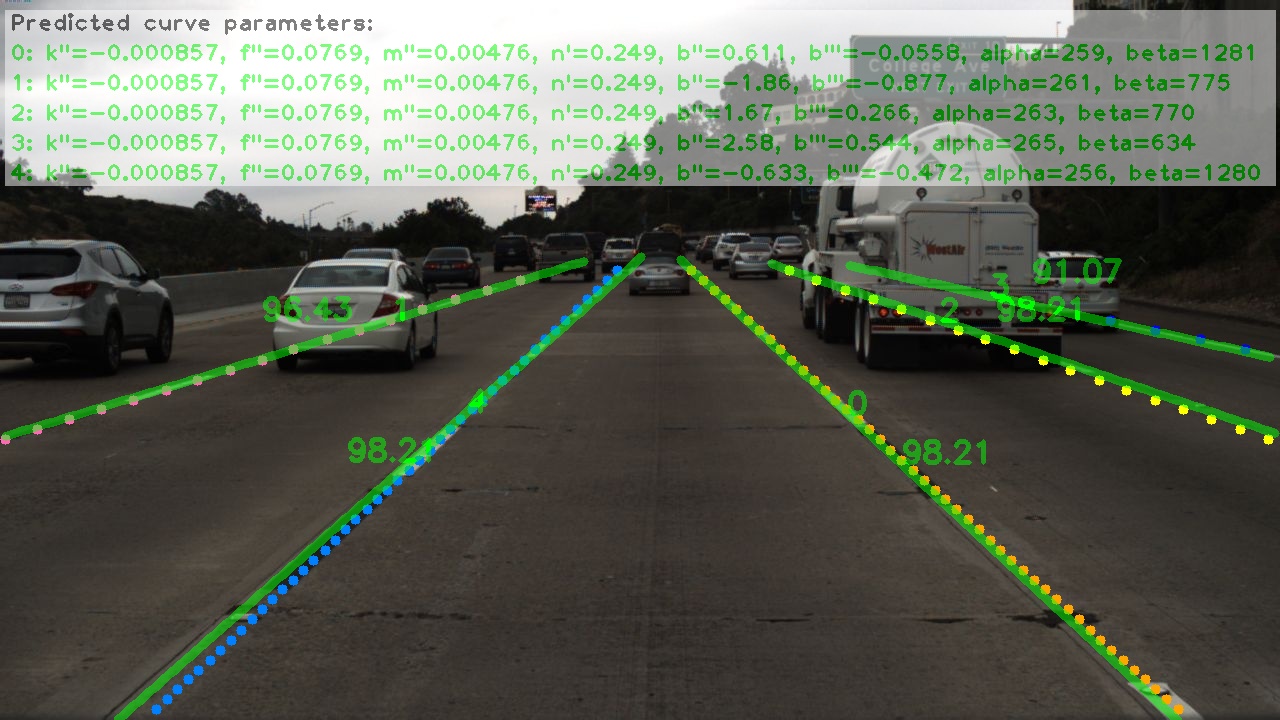 Predicted curve parameters:
0: k''=-0.000857, f''=0.0769, m''=0.00476, n'=0.249, b''=0.611, b'''=-0.0558, alpha=259, beta=1281
1: k''=-0.000857, f''=0.0769, m''=0.00476, n'=0.249, b''=-1.86, b'''=-0.877, alpha=261, beta=775
2: k''=-0.000857, f''=0.0769, m''=0.00476, n'=0.249, b''=1.67, b'''=0.266, alpha=263, beta=770
3: k''=-0.000857, f''=0.0769, m''=0.00476, n'=0.249, b''=2.58, b'''=0.544, alpha=265, beta=634
4: k''=-0.000857, f''=0.0769, m''=0.00476, n'=0.249, b''=-0.633, b'''=-0.472, alpha=256, beta=1280
College Ave
WestAir
3 91.07
96.43 1
2 98.21
4
0
98.21
98.21